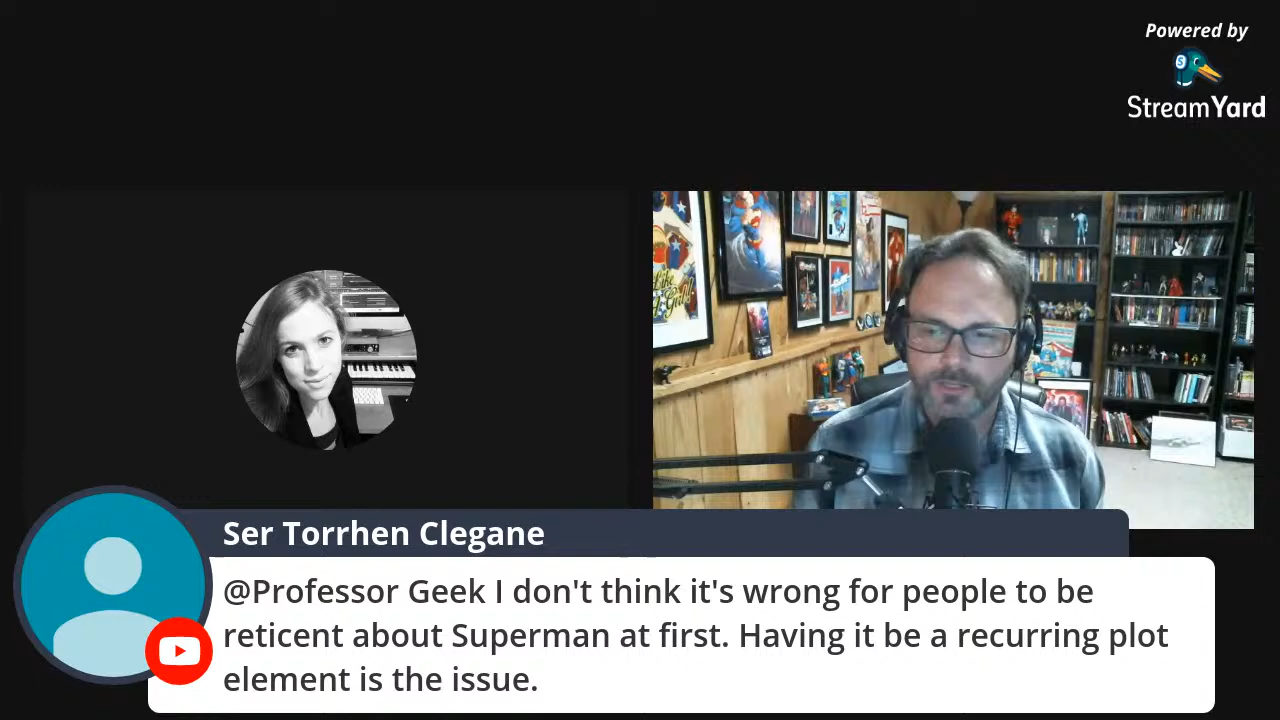 Powered by
StreamYard
Ser Torrhen Clegane
@Professor Geek I don't think it's wrong for people to be
reticent about Superman at first. Having it be a recurring plot
element is the issue.